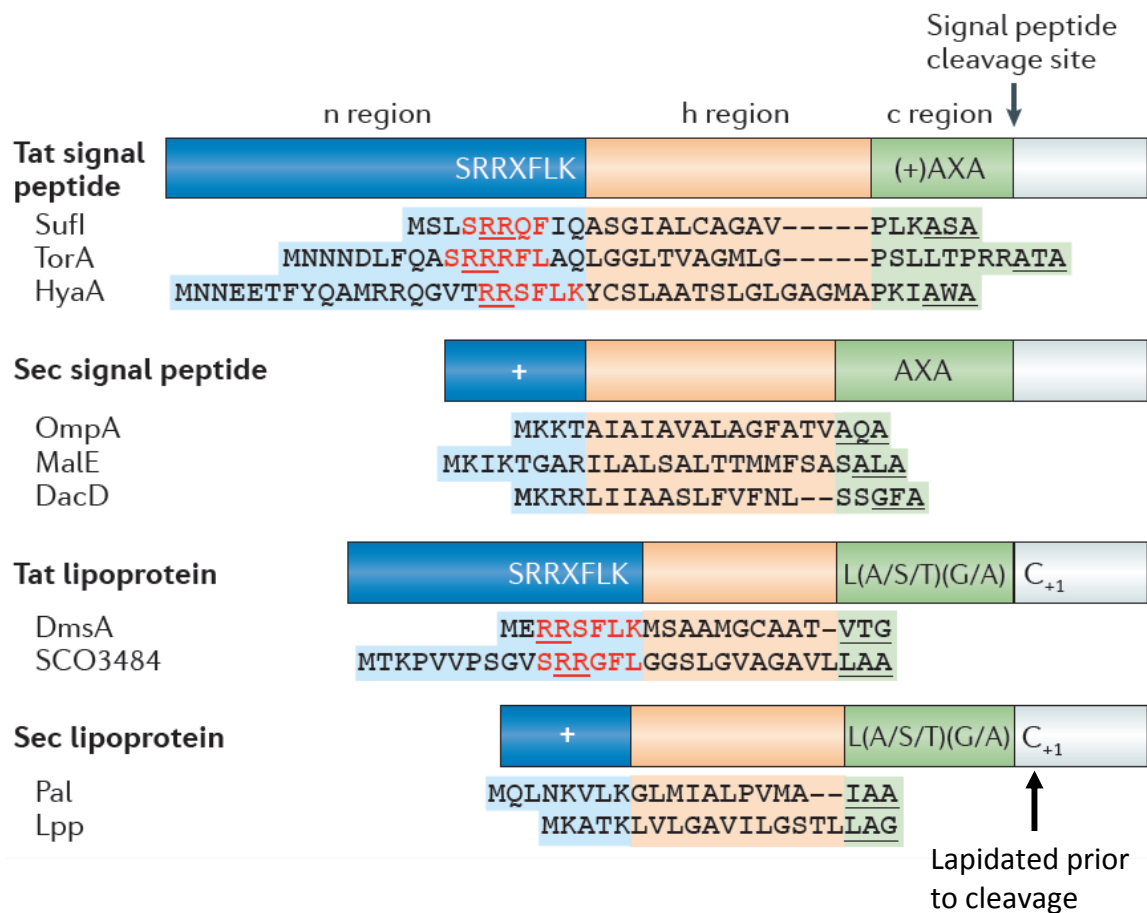 Signal peptide
cleavage site
n region h region c region
Tat signal
peptide
SRRXFLK (+)AXA
SufI MSLSRRQFIQASGIALCAGAV-----PLKASA
TorA MNNNDLFQASRRRFLAQLGGLTVAGMLG-----PSLLTPRRATA
HyaA MNNEETFYQAMRRQGVTRRSFLKYCSLAATSLGLGAGMAPKIAWA
Sec signal peptide + AXA
OmpA MKKTAIAIAVALAGFATVAQA
MalE MKIKTGARILALSALTTMMFSASALA
DacD MKRRLIIAASLFVFNL--SSGFA
Tat lipoprotein SRRXFLK L(A/S/T)(G/A) C+1
DmsA MERRSFLKMSAAMGCAAT-VTG
SCO3484 MTKPVVPSGVSRRGFLGGSLGVAGAVLLAA
Sec lipoprotein + L(A/S/T)(G/A) C+1
Pal MQLNKVLKGLMIALPVMA--IAA
Lpp MKATKLVLGAVILGSTLLAG
Lapidated prior
to cleavage